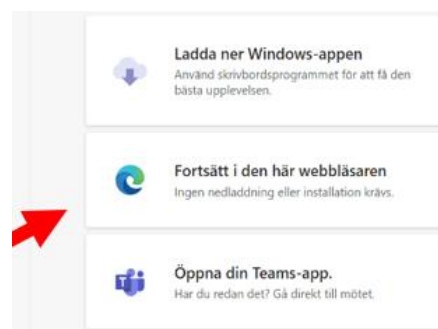 Ladda ner Windows-appen
Använd skrivbordsprogrammet för att få den
bästa upplevelsen.
Fortsätt i den här webbläsaren
Ingen nedladdning eller installation krävs.
Öppna din Teams-app.
Har du redan det? Gå direkt till mötet.